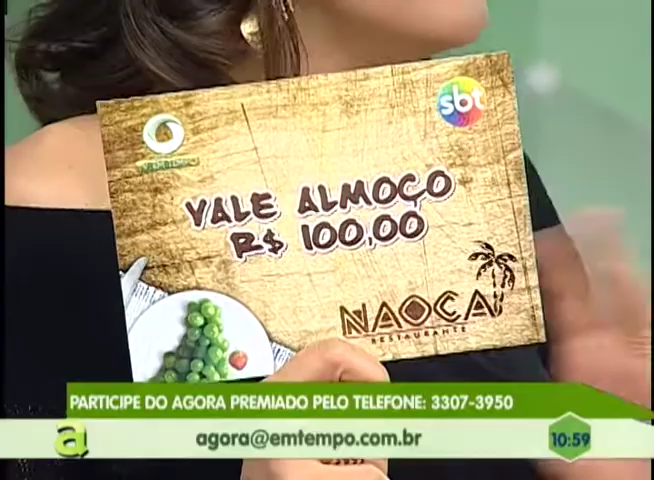 sbt
VALE ALMOÇO
R$ 100,00
NAOCA
RESTAURANTE
PARTICIPE DO AGORA PREMIADO PELO TELEFONE: 3307-3950
a
agora@emtempo.com.br
10:59